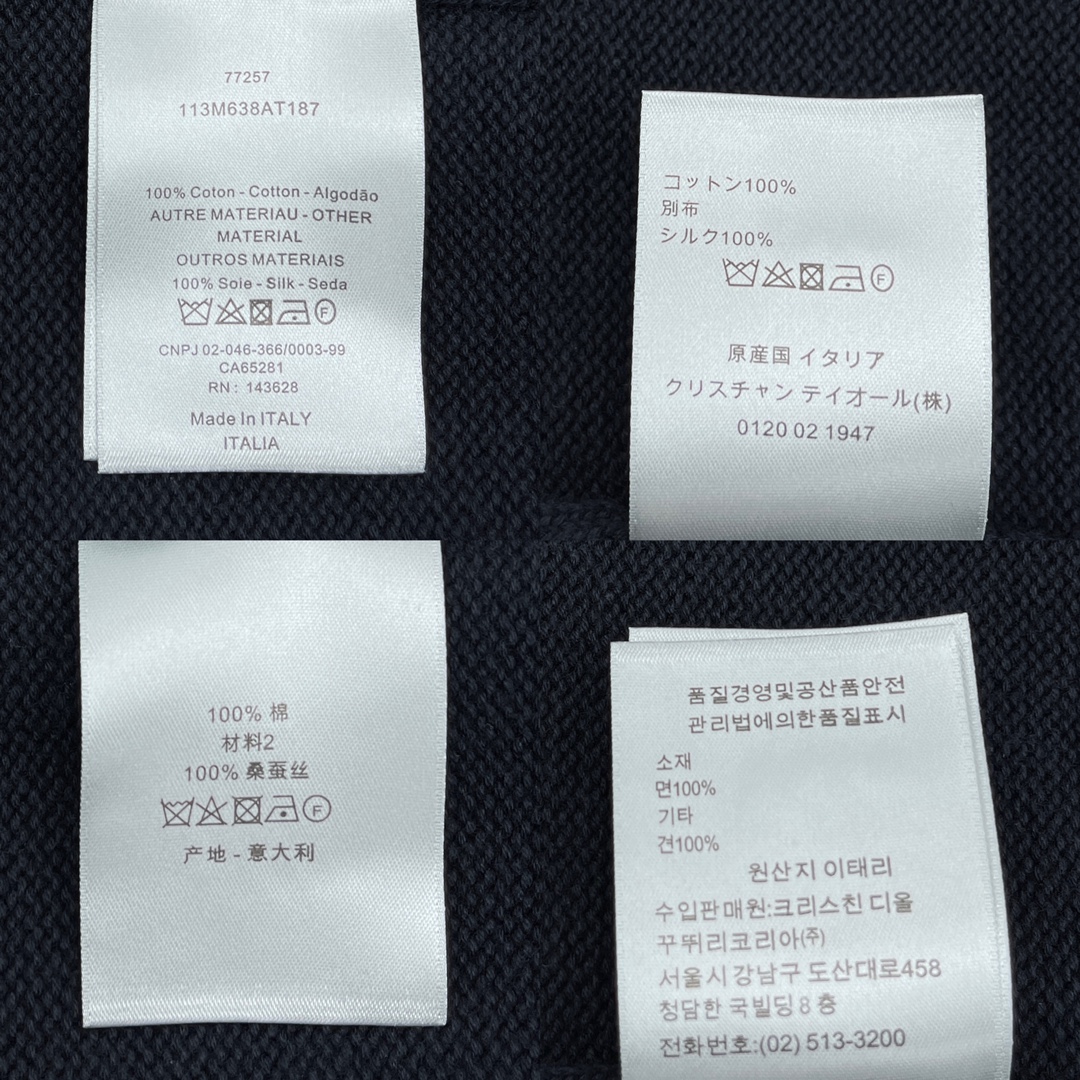 77257
113M638AT187
100% Coton - Cotton - Algodão
AUTRE MATERIAU - OTHER
MATERIAL
OUTROS MATERIAIS
100% Soie - Silk - Seda
F
CNPJ 02-046-366/0003-99
CA65281
RN : 143628
Made In ITALY
ITALIA
コットン100%
別布
シルク100%
F
原産国 イタリア
クリスチャン テイオール(株)
0120 02 1947
100% 棉
材料2
100% 桑蚕丝
F
产地 - 意大利
품질경영및공산품안전
관리법에의한품질표시
소재
면100%
기타
견100%
원산지 이태리
수입판매원:크리스친 디올
꾸뛰리코리아(주)
서울시강남구 도산대로458
청담한 국빌딩 8 층
전화번호:(02) 513-3200